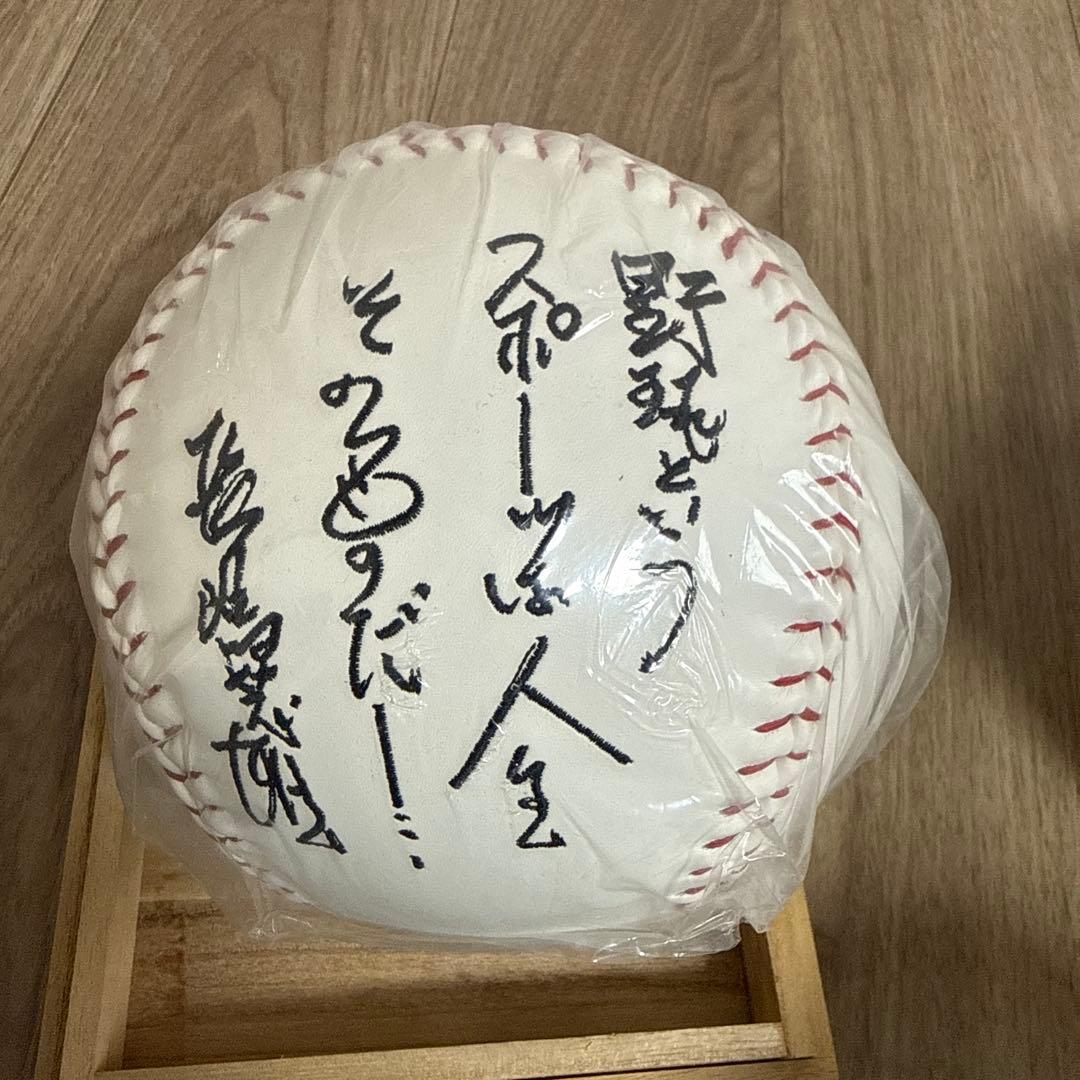 野球という
スポーツは人生
そのものだ！…
長嶋茂雄